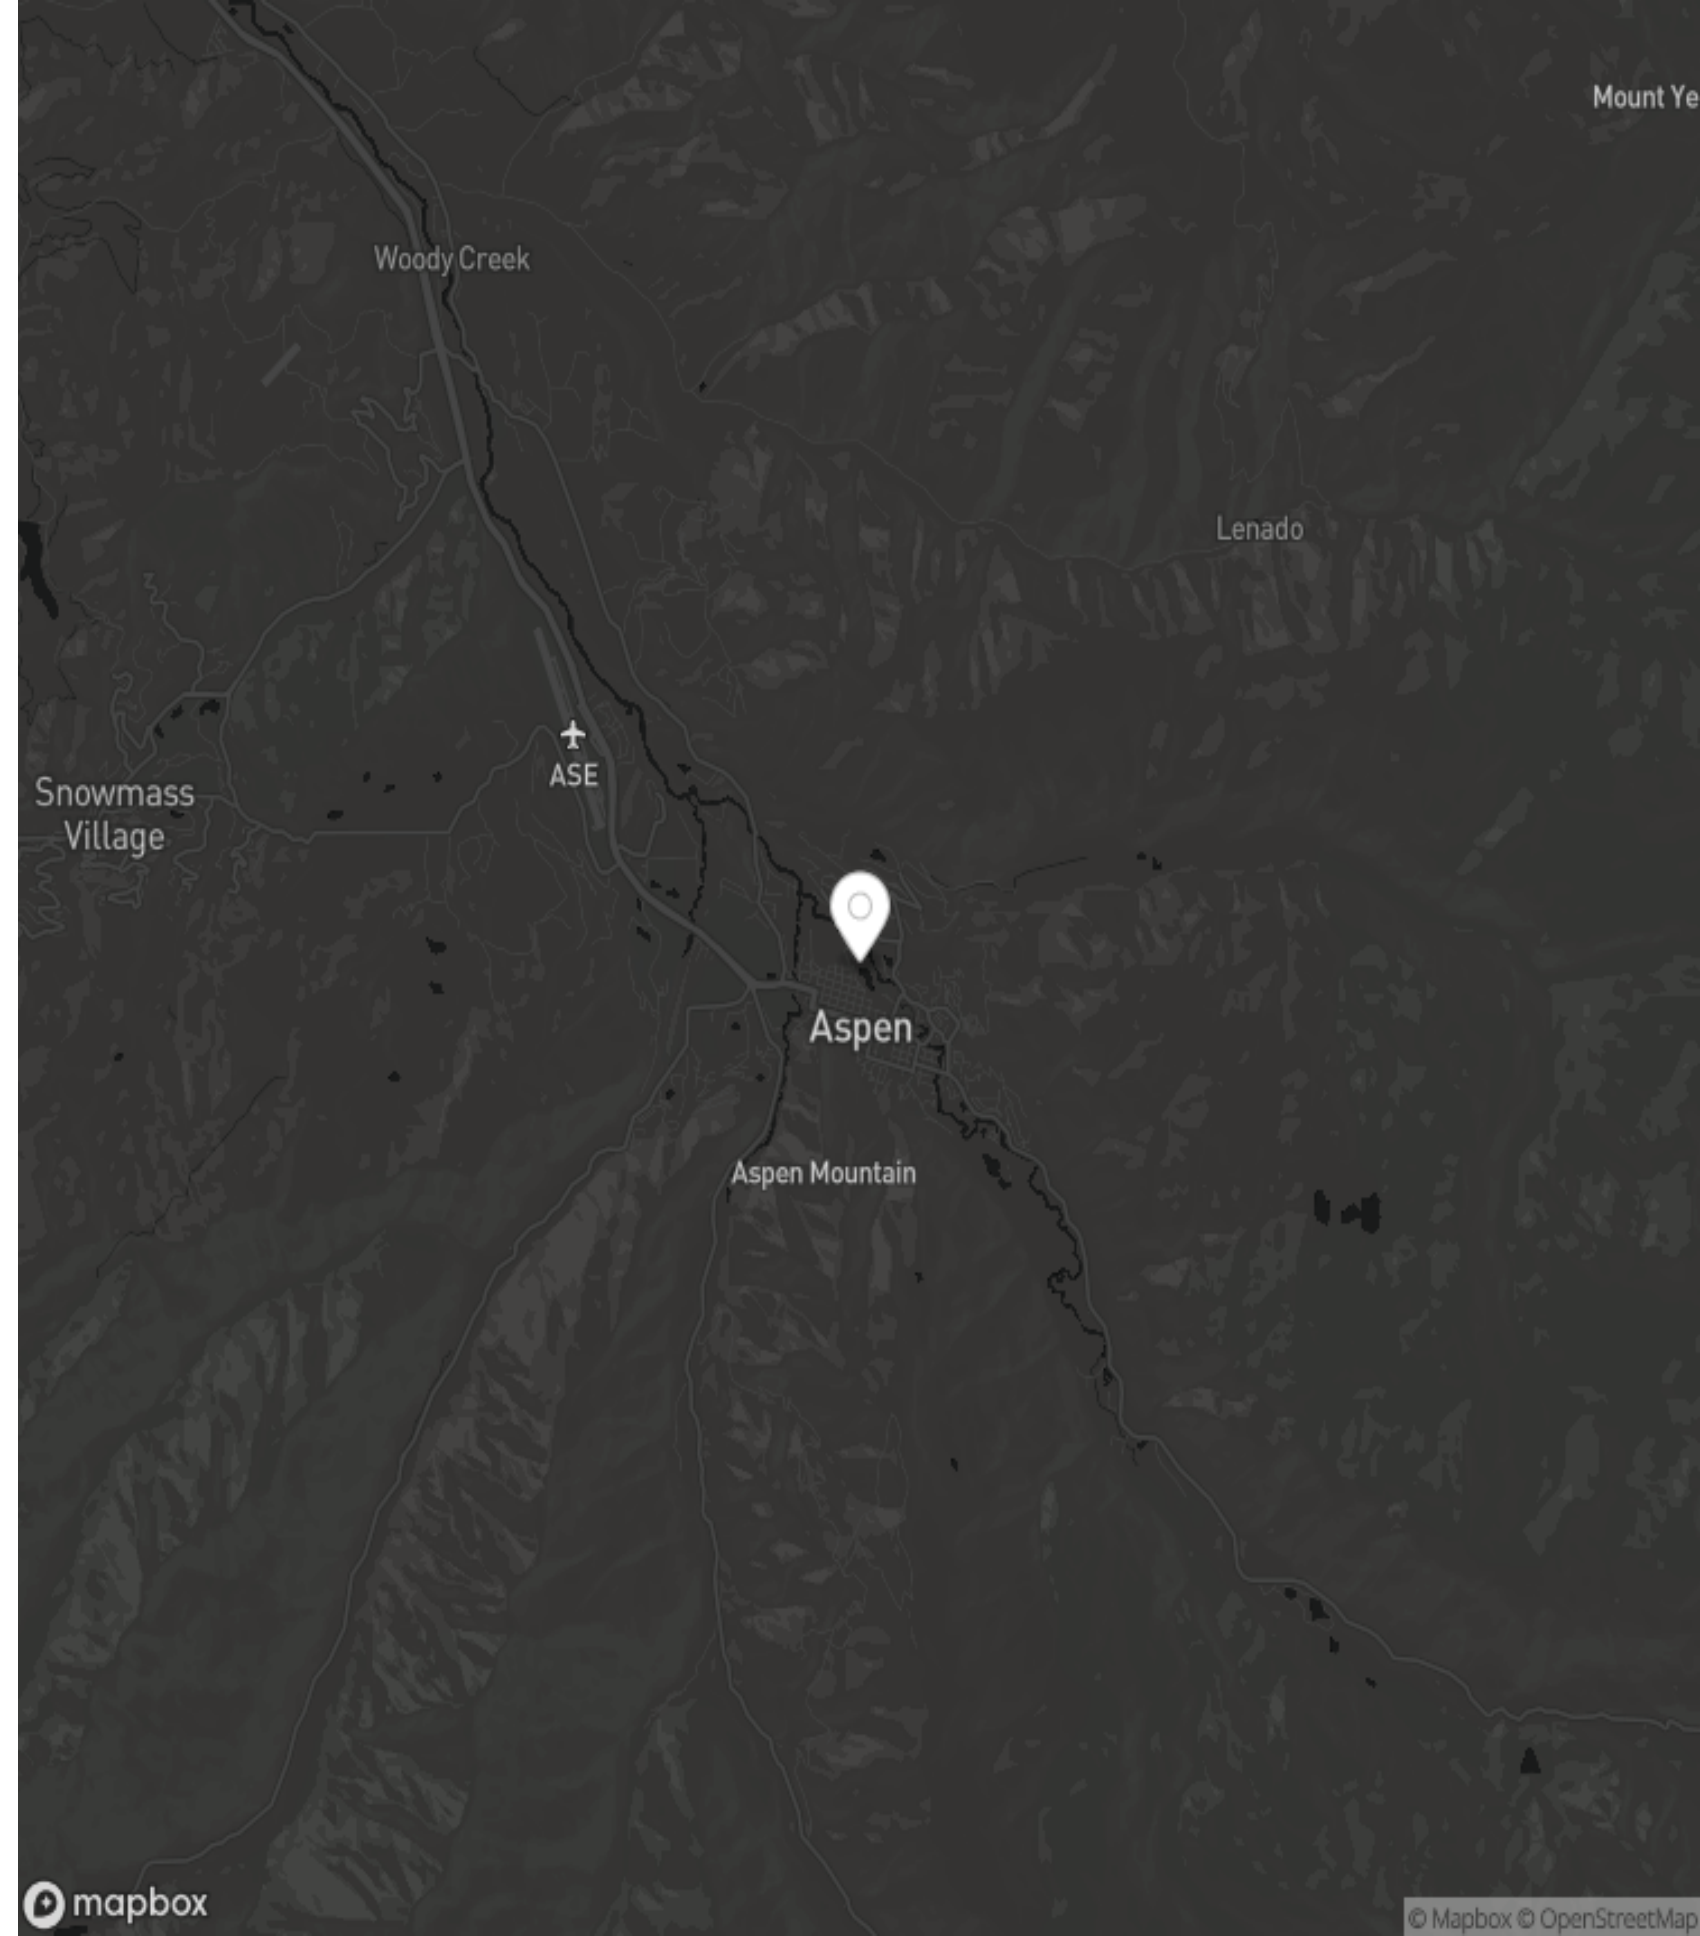 Mount Ye
Woody Creek
Lenado
ASE
Snowmass
Village
Aspen
Aspen Mountain
mapbox
© Mapbox © OpenStreetMap